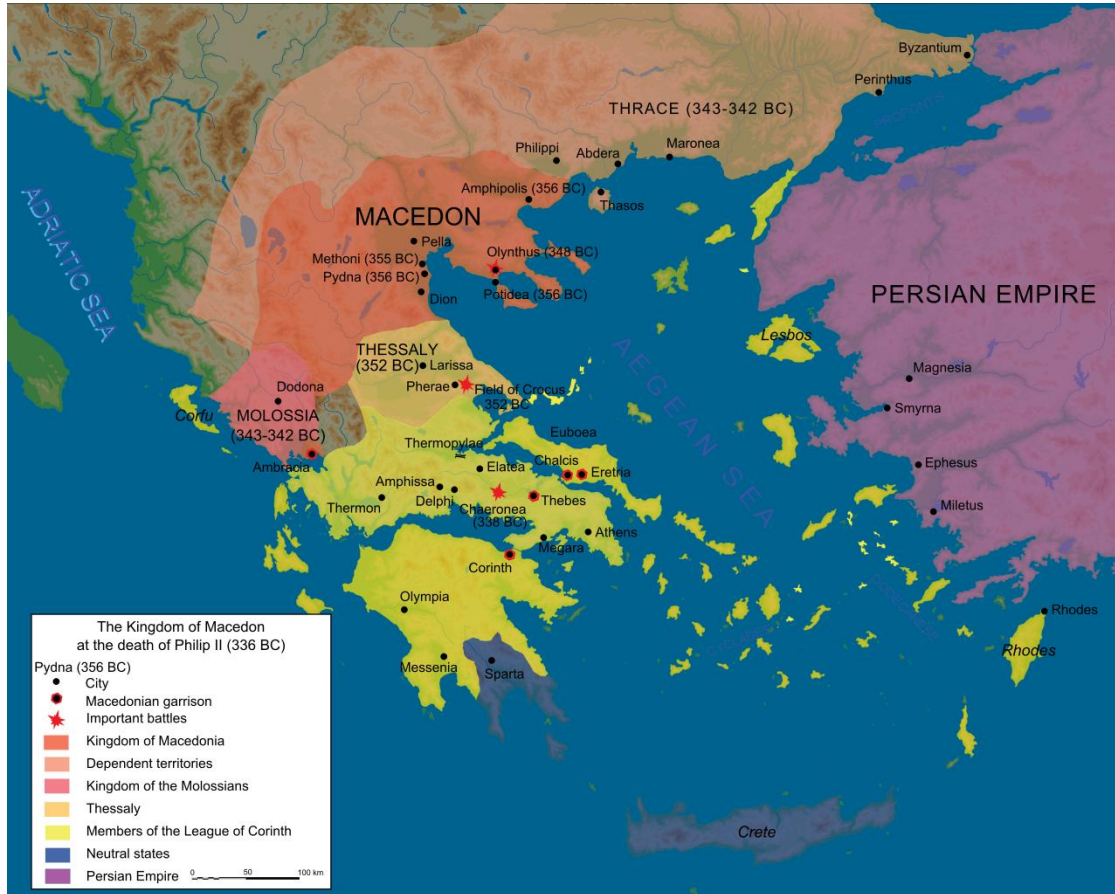 Byzantium
Perinthus
PROPONTIS
THRACE (343-342 BC)
Maronea
Abdera
Philippi
Thasos
Amphipolis (356 BC)
MACEDON
Pella
Olynthus (348 BC)
Methoni (355 BC)
Pydna (356 BC)
Potidea (356 BC)
Dion
ADRIATIC SEA
PERSIAN EMPIRE
Lesbos
THESSALY
(352 BC)
Larissa
Pherae
Field of Crocus
352 BC
Dodona
Corfu
MOLOSSIA
(343-342 BC)
Ambracia
AEGEAN SEA
Magnesia
Smyrna
Ephesus
Miletus
Euboea
Thermopylae
Chalcis
Eretria
Elatea
Amphissa
Delphi
Thermon
Chaeronea
(338 BC)
Thebes
Athens
Megara
Corinth
Olympia
Messenia
Sparta
Rhodes
Rhodes
Crete
The Kingdom of Macedon
at the death of Philip II (336 BC)
Pydna (356 BC)
City
Macedonian garrison
Important battles
Kingdom of Macedonia
Dependent territories
Kingdom of the Molossians
Thessaly
Members of the League of Corinth
Neutral states
Persian Empire
0 50 100 km